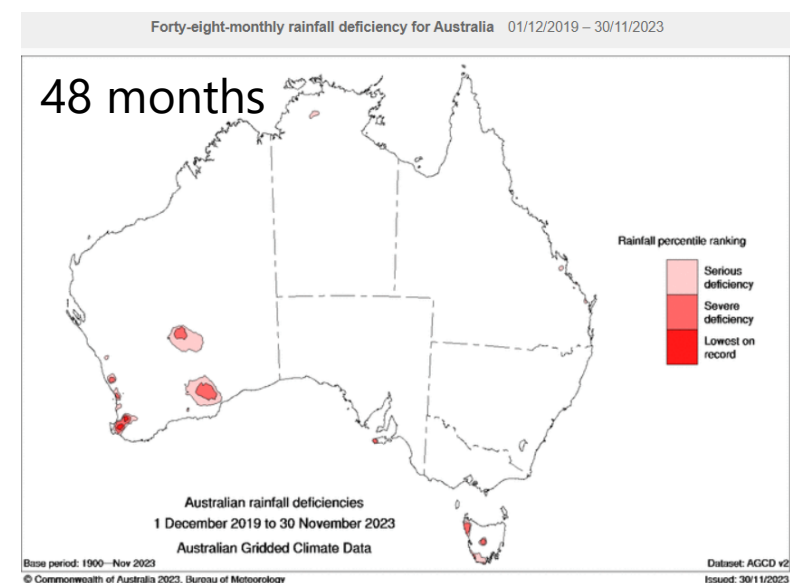 Forty-eight-monthly rainfall deficiency for Australia 01/12/2019 – 30/11/2023
48 months
Rainfall percentile ranking
Serious
deficiency
Severe
deficiency
Lowest on
record
Australian rainfall deficiencies
1 December 2019 to 30 November 2023
Australian Gridded Climate Data
Base period: 1900—Nov 2023
Dataset: AGCD v2
© Commonwealth of Australia 2023, Bureau of Meteorology
Issued: 30/11/2023